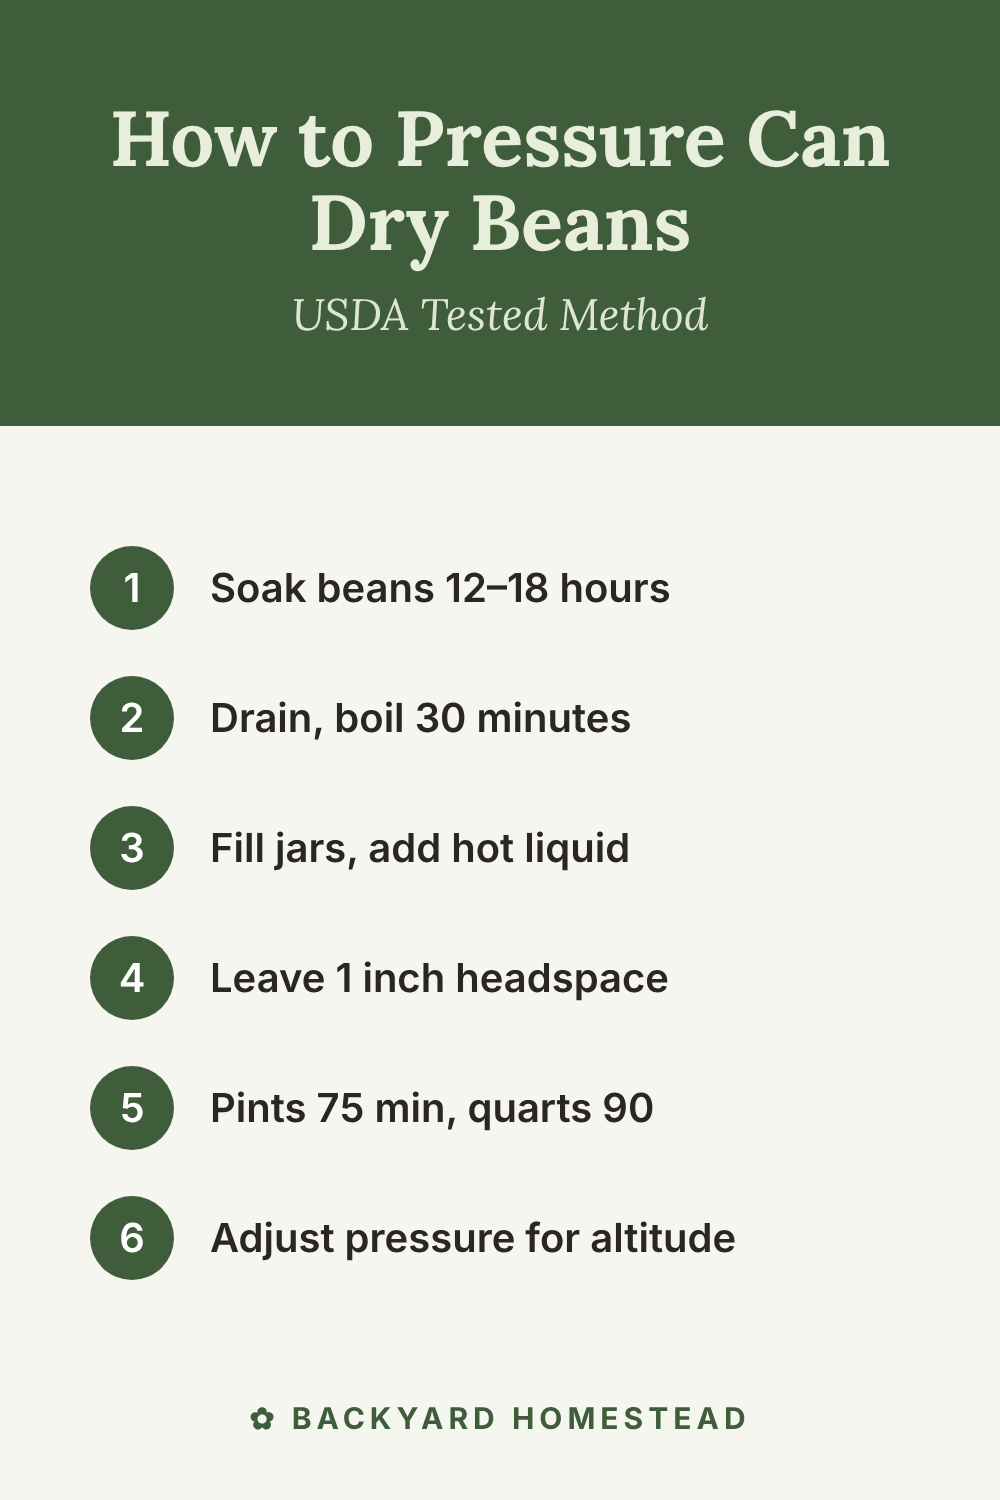 How to Pressure Can
Dry Beans
USDA Tested Method
1 Soak beans 12–18 hours
2 Drain, boil 30 minutes
3 Fill jars, add hot liquid
4 Leave 1 inch headspace
5 Pints 75 min, quarts 90
6 Adjust pressure for altitude
✿ BACKYARD HOMESTEAD